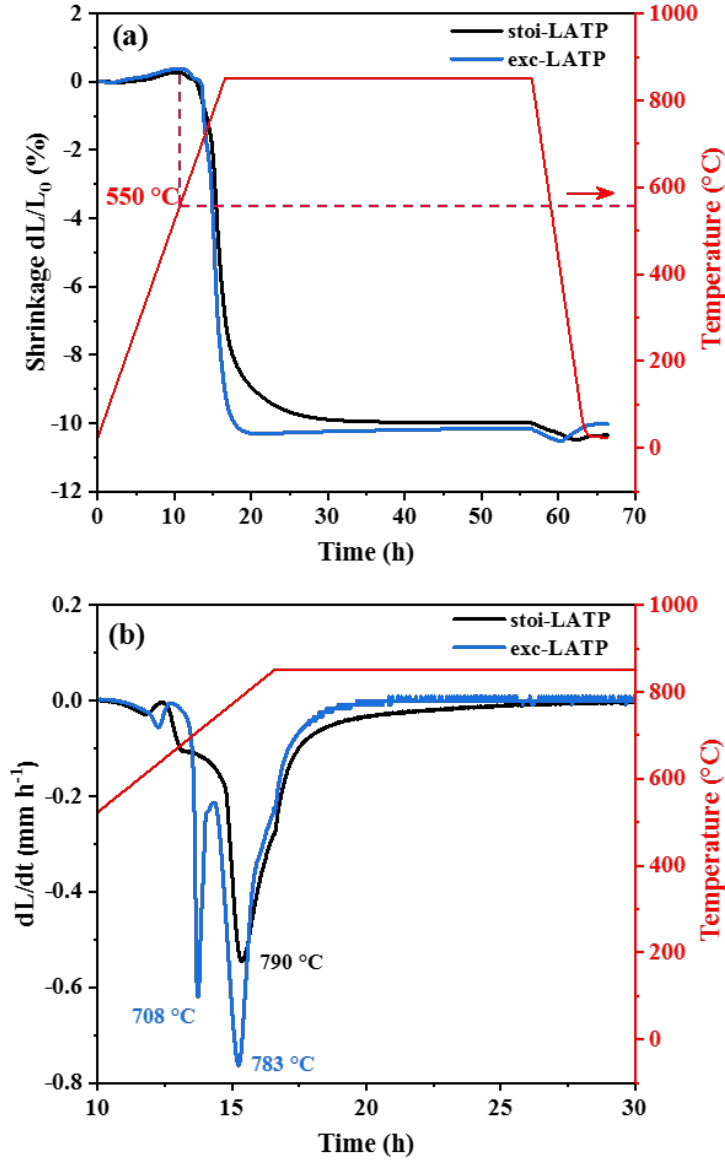 (a)
stoi-LATP
exc-LATP
550 °C
Shrinkage dL/L0 (%)
2
0
-2
-4
-6
-8
-10
-12
0 10 20 30 40 50 60 70
Time (h)
1000
800
600
400
200
0
Temperature (°C)
(b)
stoi-LATP
exc-LATP
790 °C
708 °C
783 °C
dL/dt (mm h-1)
0.2
0.0
-0.2
-0.4
-0.6
-0.8
10 15 20 25 30
Time (h)
1000
800
600
400
200
0
Temperature (°C)